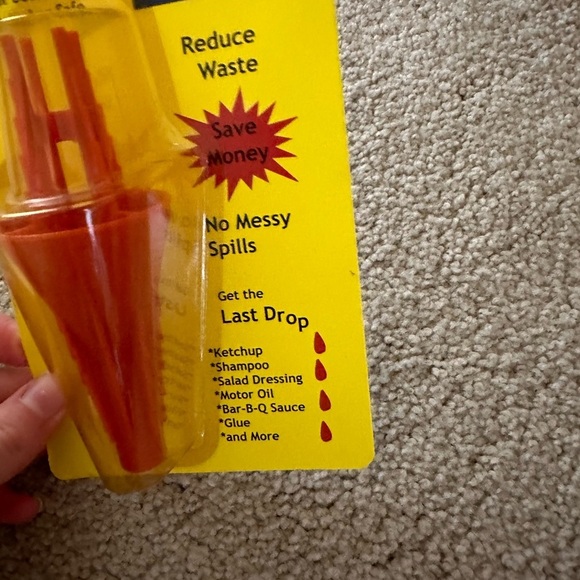 Safe
Reduce
Waste
Save
Money
No Messy
Spills
Get the
Last Drop
*Ketchup
*Shampoo
*Salad Dressing
*Motor Oil
*Bar-B-Q Sauce
*Glue
*and More